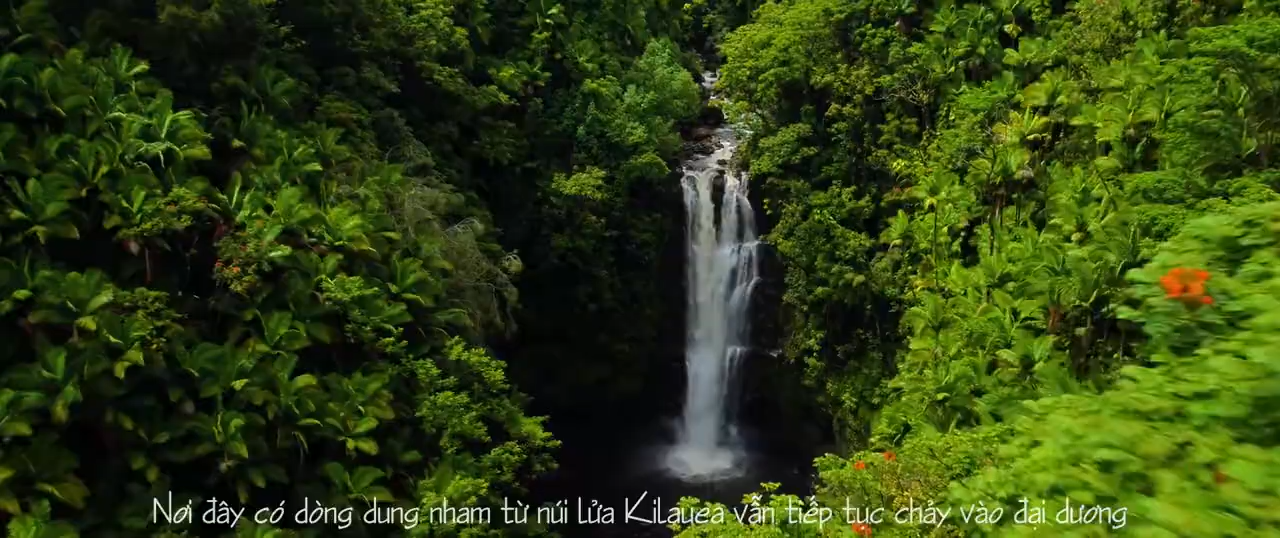 Nơi đây có dòng dung nham từ núi lửa Kilauea vẫn tiếp tục chảy vào đại dương